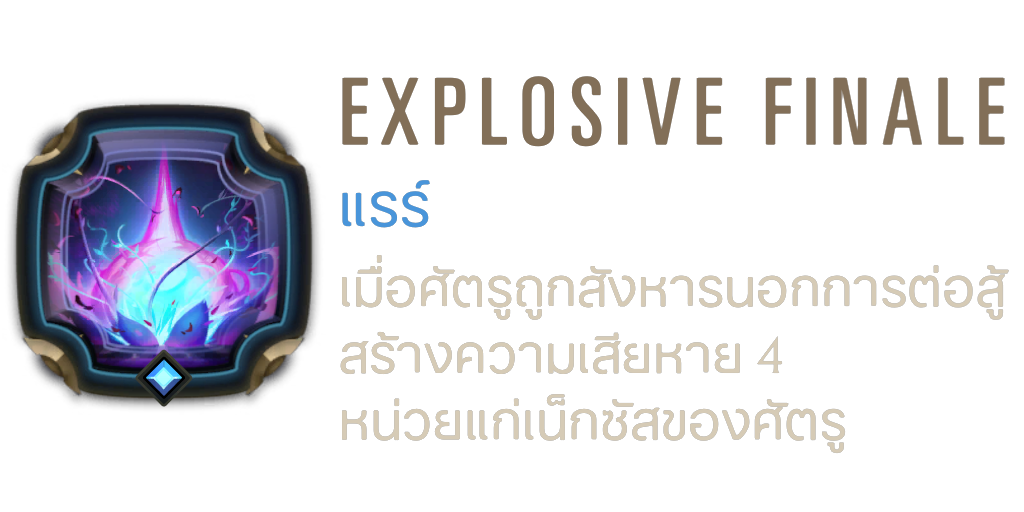 EXPLOSIVE FINALE
แรร์
เมื่อศัตรูถูกสังหารนอกการต่อสู้
สร้างความเสียหาย 4
หน่วยแก่เน็กซัสของศัตรู